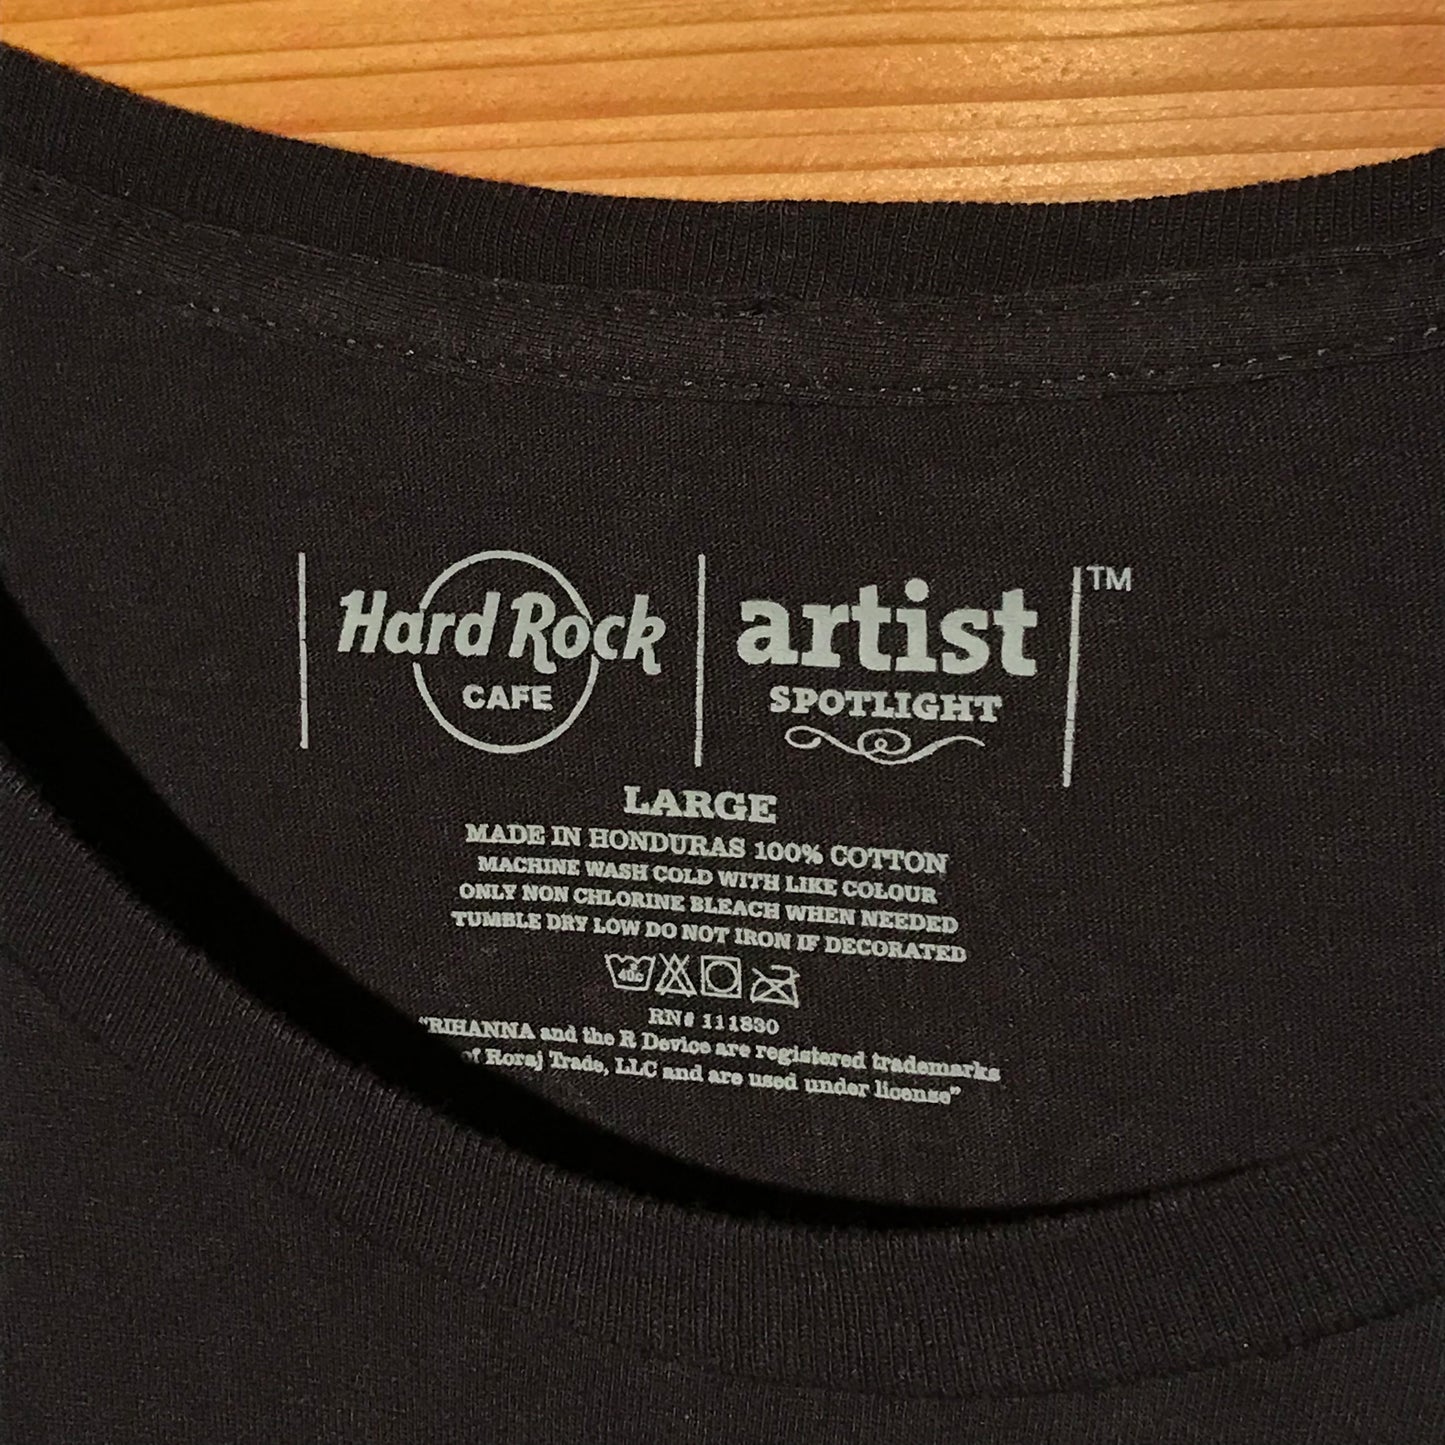 Hard Rock
CAFE
artist
SPOTLIGHT
TM
LARGE
MADE IN HONDURAS 100% COTTON
MACHINE WASH COLD WITH LIKE COLOUR
ONLY NON CHLORINE BLEACH WHEN NEEDED
TUMBLE DRY LOW DO NOT IRON IF DECORATED
40c
RN# 111830
"RIHANNA and the R Device are registered trademarks
of Roraj Trade, LLC and are used under license"